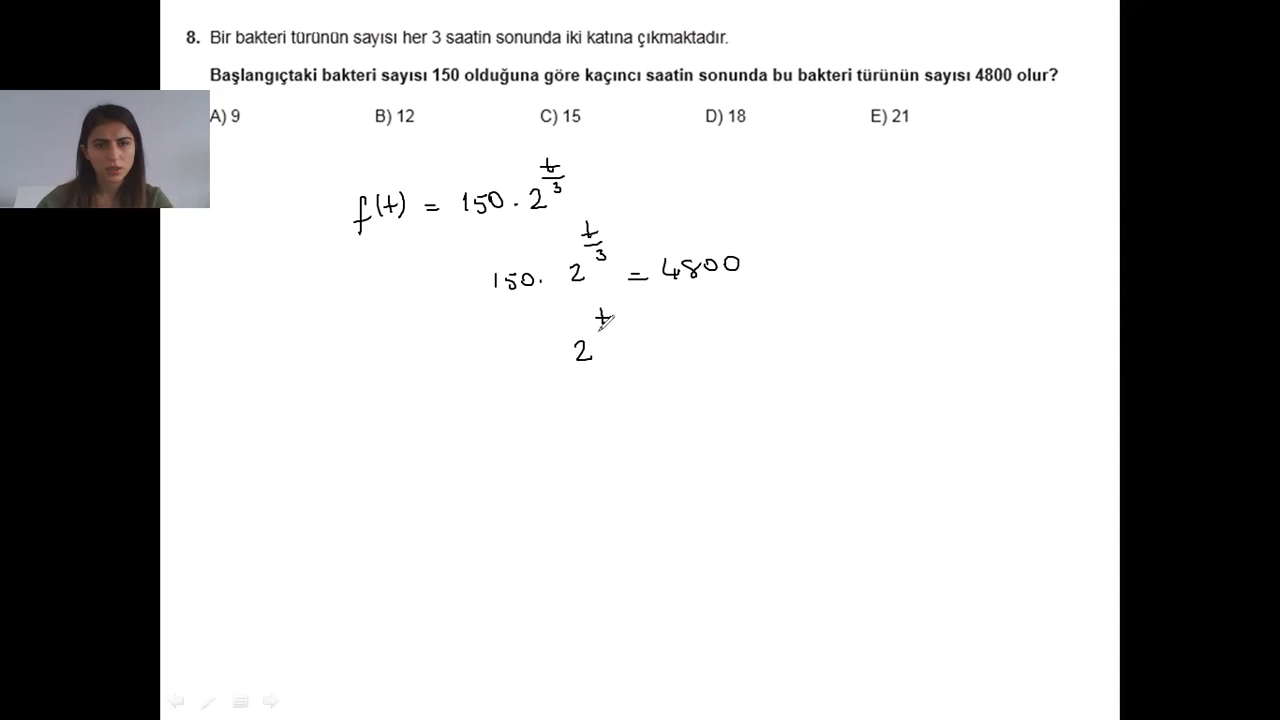 8. Bir bakteri türünün sayısı her 3 saatin sonunda iki katına çıkmaktadır.
Başlangıçtaki bakteri sayısı 150 olduğuna göre kaçıncı saatin sonunda bu bakteri türünün sayısı 4800 olur?
A) 9 B) 12 C) 15 D) 18 E) 21
f(t) = 150 . 2^(t/3)
150 . 2^(t/3) = 4800
2^t